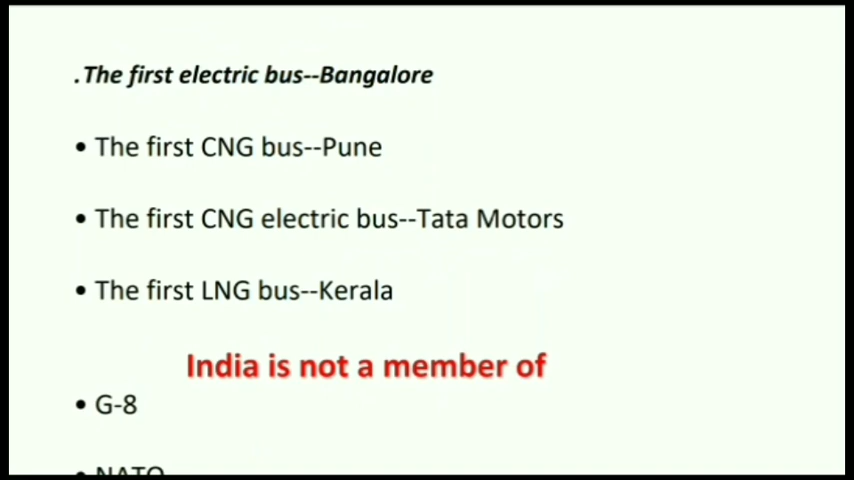 .The first electric bus--Bangalore
• The first CNG bus--Pune
• The first CNG electric bus--Tata Motors
• The first LNG bus--Kerala
India is not a member of
• G-8
• NATO